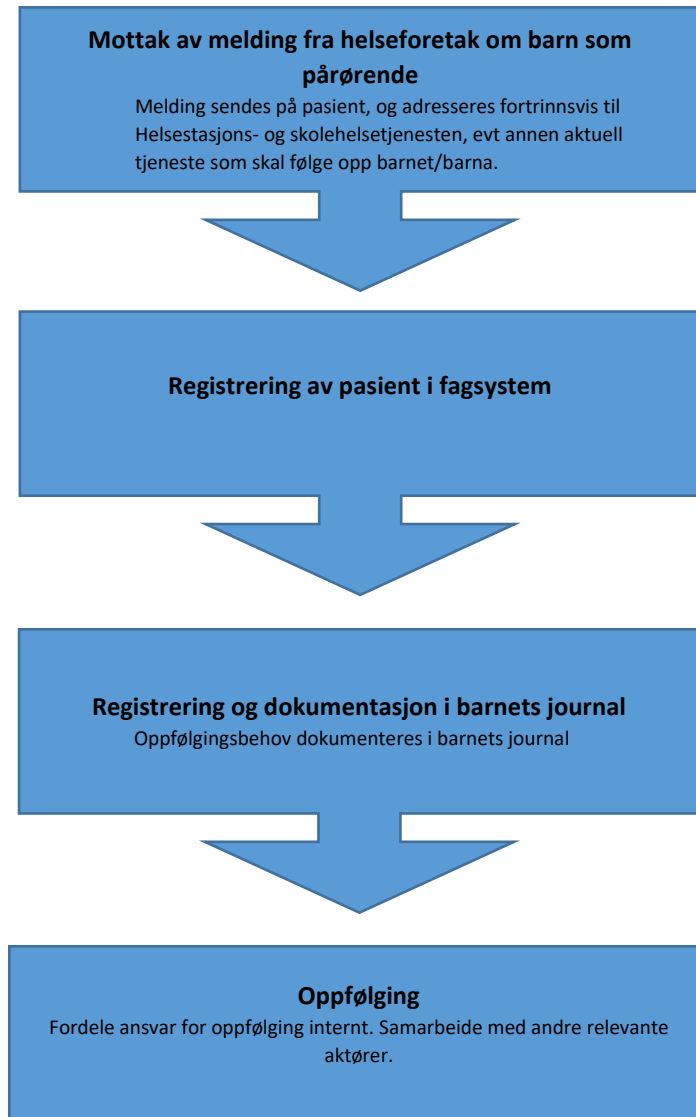 Mottak av melding fra helseforetak om barn som
pårørende
Melding sendes på pasient, og adresseres fortrinnsvis til
Helsestasjons- og skolehelsetjenesten, evt annen aktuell
tjeneste som skal følge opp barnet/barna.
Registrering av pasient i fagsystem
Registrering og dokumentasjon i barnets journal
Oppfølgingsbehov dokumenteres i barnets journal
Oppfølging
Fordele ansvar for oppfølging internt. Samarbeide med andre relevante
aktører.